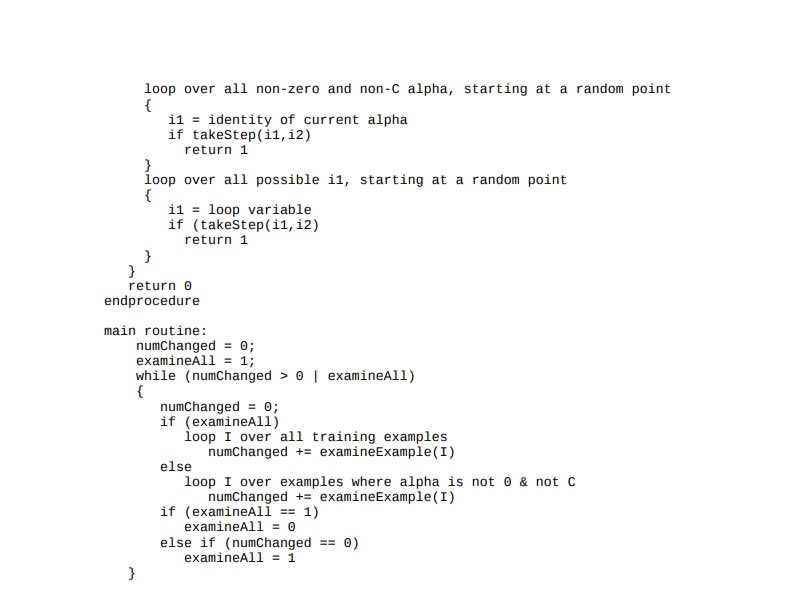 loop over all non-zero and non-C alpha, starting at a random point
{
i1 = identity of current alpha
if takeStep(i1,i2)
return 1
}
loop over all possible i1, starting at a random point
{
i1 = loop variable
if (takeStep(i1,i2)
return 1
}
}
return 0
endprocedure
main routine:
numChanged = 0;
examineAll = 1;
while (numChanged > 0 | examineAll)
{
numChanged = 0;
if (examineAll)
loop I over all training examples
numChanged += examineExample(I)
else
loop I over examples where alpha is not 0 & not C
numChanged += examineExample(I)
if (examineAll == 1)
examineAll = 0
else if (numChanged == 0)
examineAll = 1
}